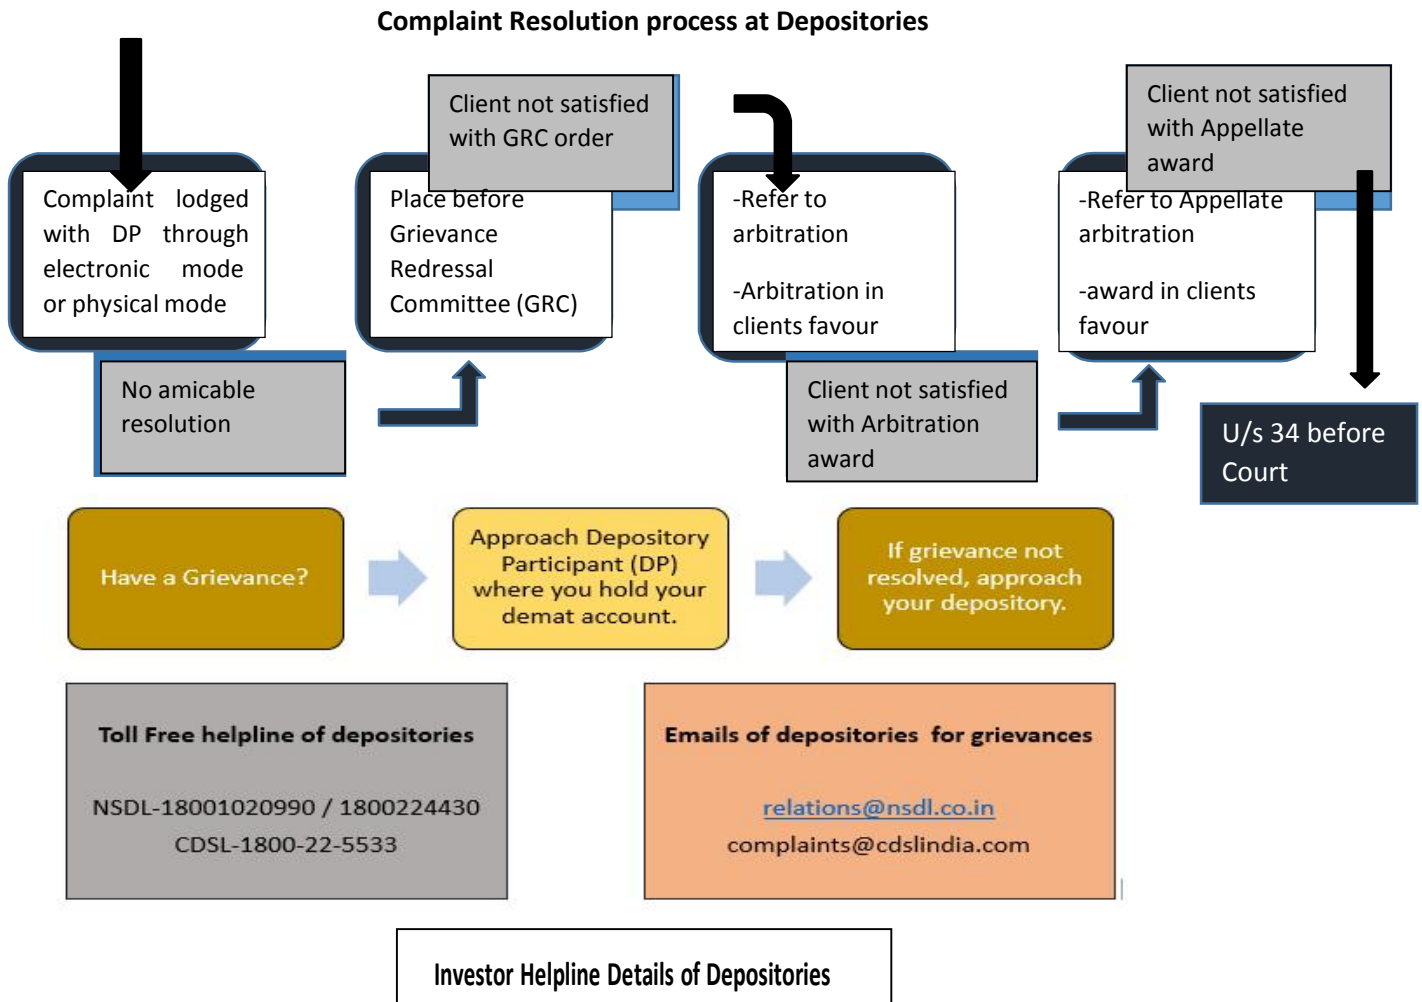 Complaint Resolution process at Depositories
Complaint lodged
with DP through
electronic mode
or physical mode
No amicable
resolution
Place before
Grievance
Redressal
Committee (GRC)
Client not satisfied
with GRC order
-Refer to
arbitration
-Arbitration in
clients favour
Client not satisfied
with Arbitration
award
-Refer to Appellate
arbitration
-award in clients
favour
Client not satisfied
with Appellate
award
U/s 34 before
Court
Have a Grievance?
Approach Depository
Participant (DP)
where you hold your
demat account.
If grievance not
resolved, approach
your depository.
Toll Free helpline of depositories
NSDL-18001020990 / 1800224430
CDSL-1800-22-5533
Emails of depositories for grievances
relations@nsdl.co.in
complaints@cdslindia.com
Investor Helpline Details of Depositories